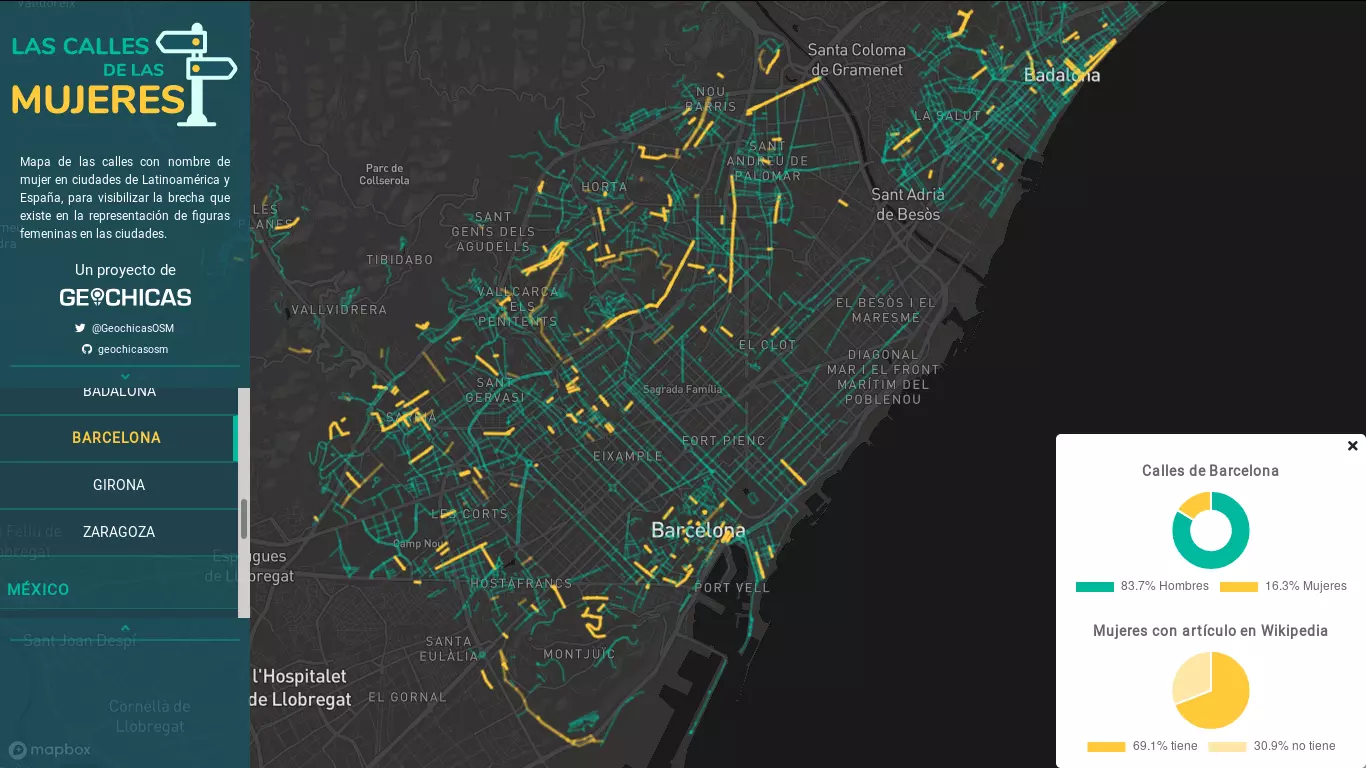 Valldoreix
LAS CALLES
DE LAS
MUJERES
Mapa de las calles con nombre de
mujer en ciudades de Latinoamérica y
España, para visibilizar la brecha que
existe en la representación de figuras
femeninas en las ciudades.
Un proyecto de
GEOCHICAS
@GeochicasOSM
geochicasosm
BADALONA
BARCELONA
GIRONA
ZARAGOZA
MÉXICO
Sant Joan Despí
Cornellà de
Llobregat
mapbox
Santa Coloma
de Gramenet
Badalona
NOU
BARRIS
LA SALUT
SANT
ANDREU DE
PALOMAR
Parc de
Collserola
HORTA
Sant Adrià
de Besòs
LES
PLANES
SANT
GENÍS DELS
AGUDELLS
TIBIDABO
VALLCARCA
ELS
PENITENTS
VALLVIDRERA
EL BESÒS I EL
MARESME
EL CLOT
DIAGONAL
MAR I EL FRONT
MARÍTIM DEL
POBLENOU
SANT
GERVASI
Sagrada Família
SARRIÀ
FORT PIENC
EIXAMPLE
LES CORTS
Barcelona
Camp Nou
Esplugues
de Llobregat
HOSTAFRANCS
PORT VELL
SANTA
EULÀLIA
MONTJUÏC
l'Hospitalet
de Llobregat
EL GORNAL
Calles de Barcelona
83.7% Hombres
16.3% Mujeres
Mujeres con artículo en Wikipedia
69.1% tiene
30.9% no tiene